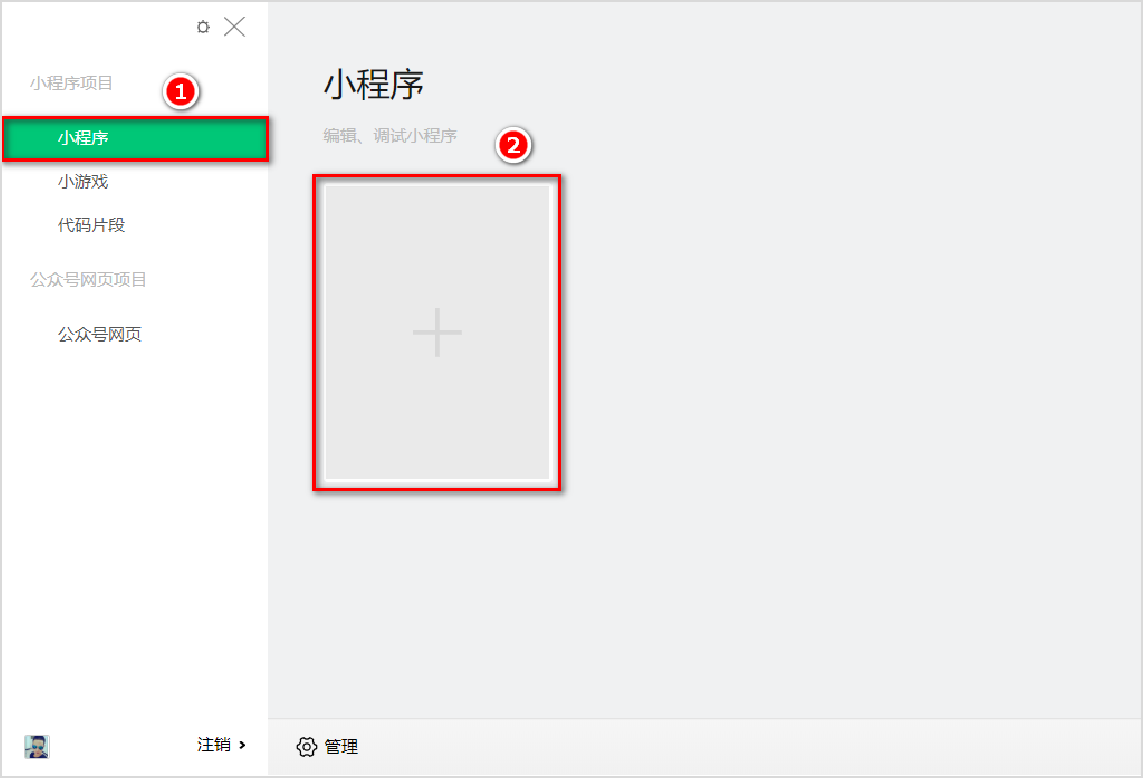 小程序项目
1
小程序
小游戏
代码片段
公众号网页项目
公众号网页
注销
小程序
编辑、调试小程序
2
管理